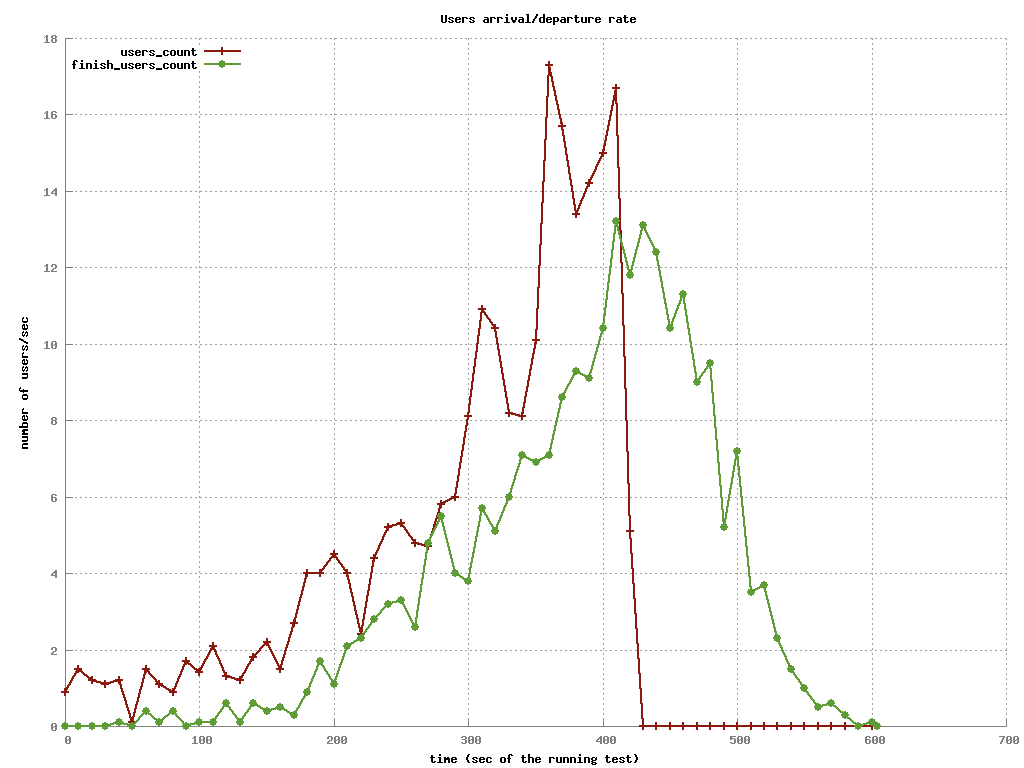 Users arrival/departure rate
users_count
finish_users_count
18
16
14
12
10
8
6
4
2
0
number of users/sec
0 100 200 300 400 500 600 700
time (sec of the running test)